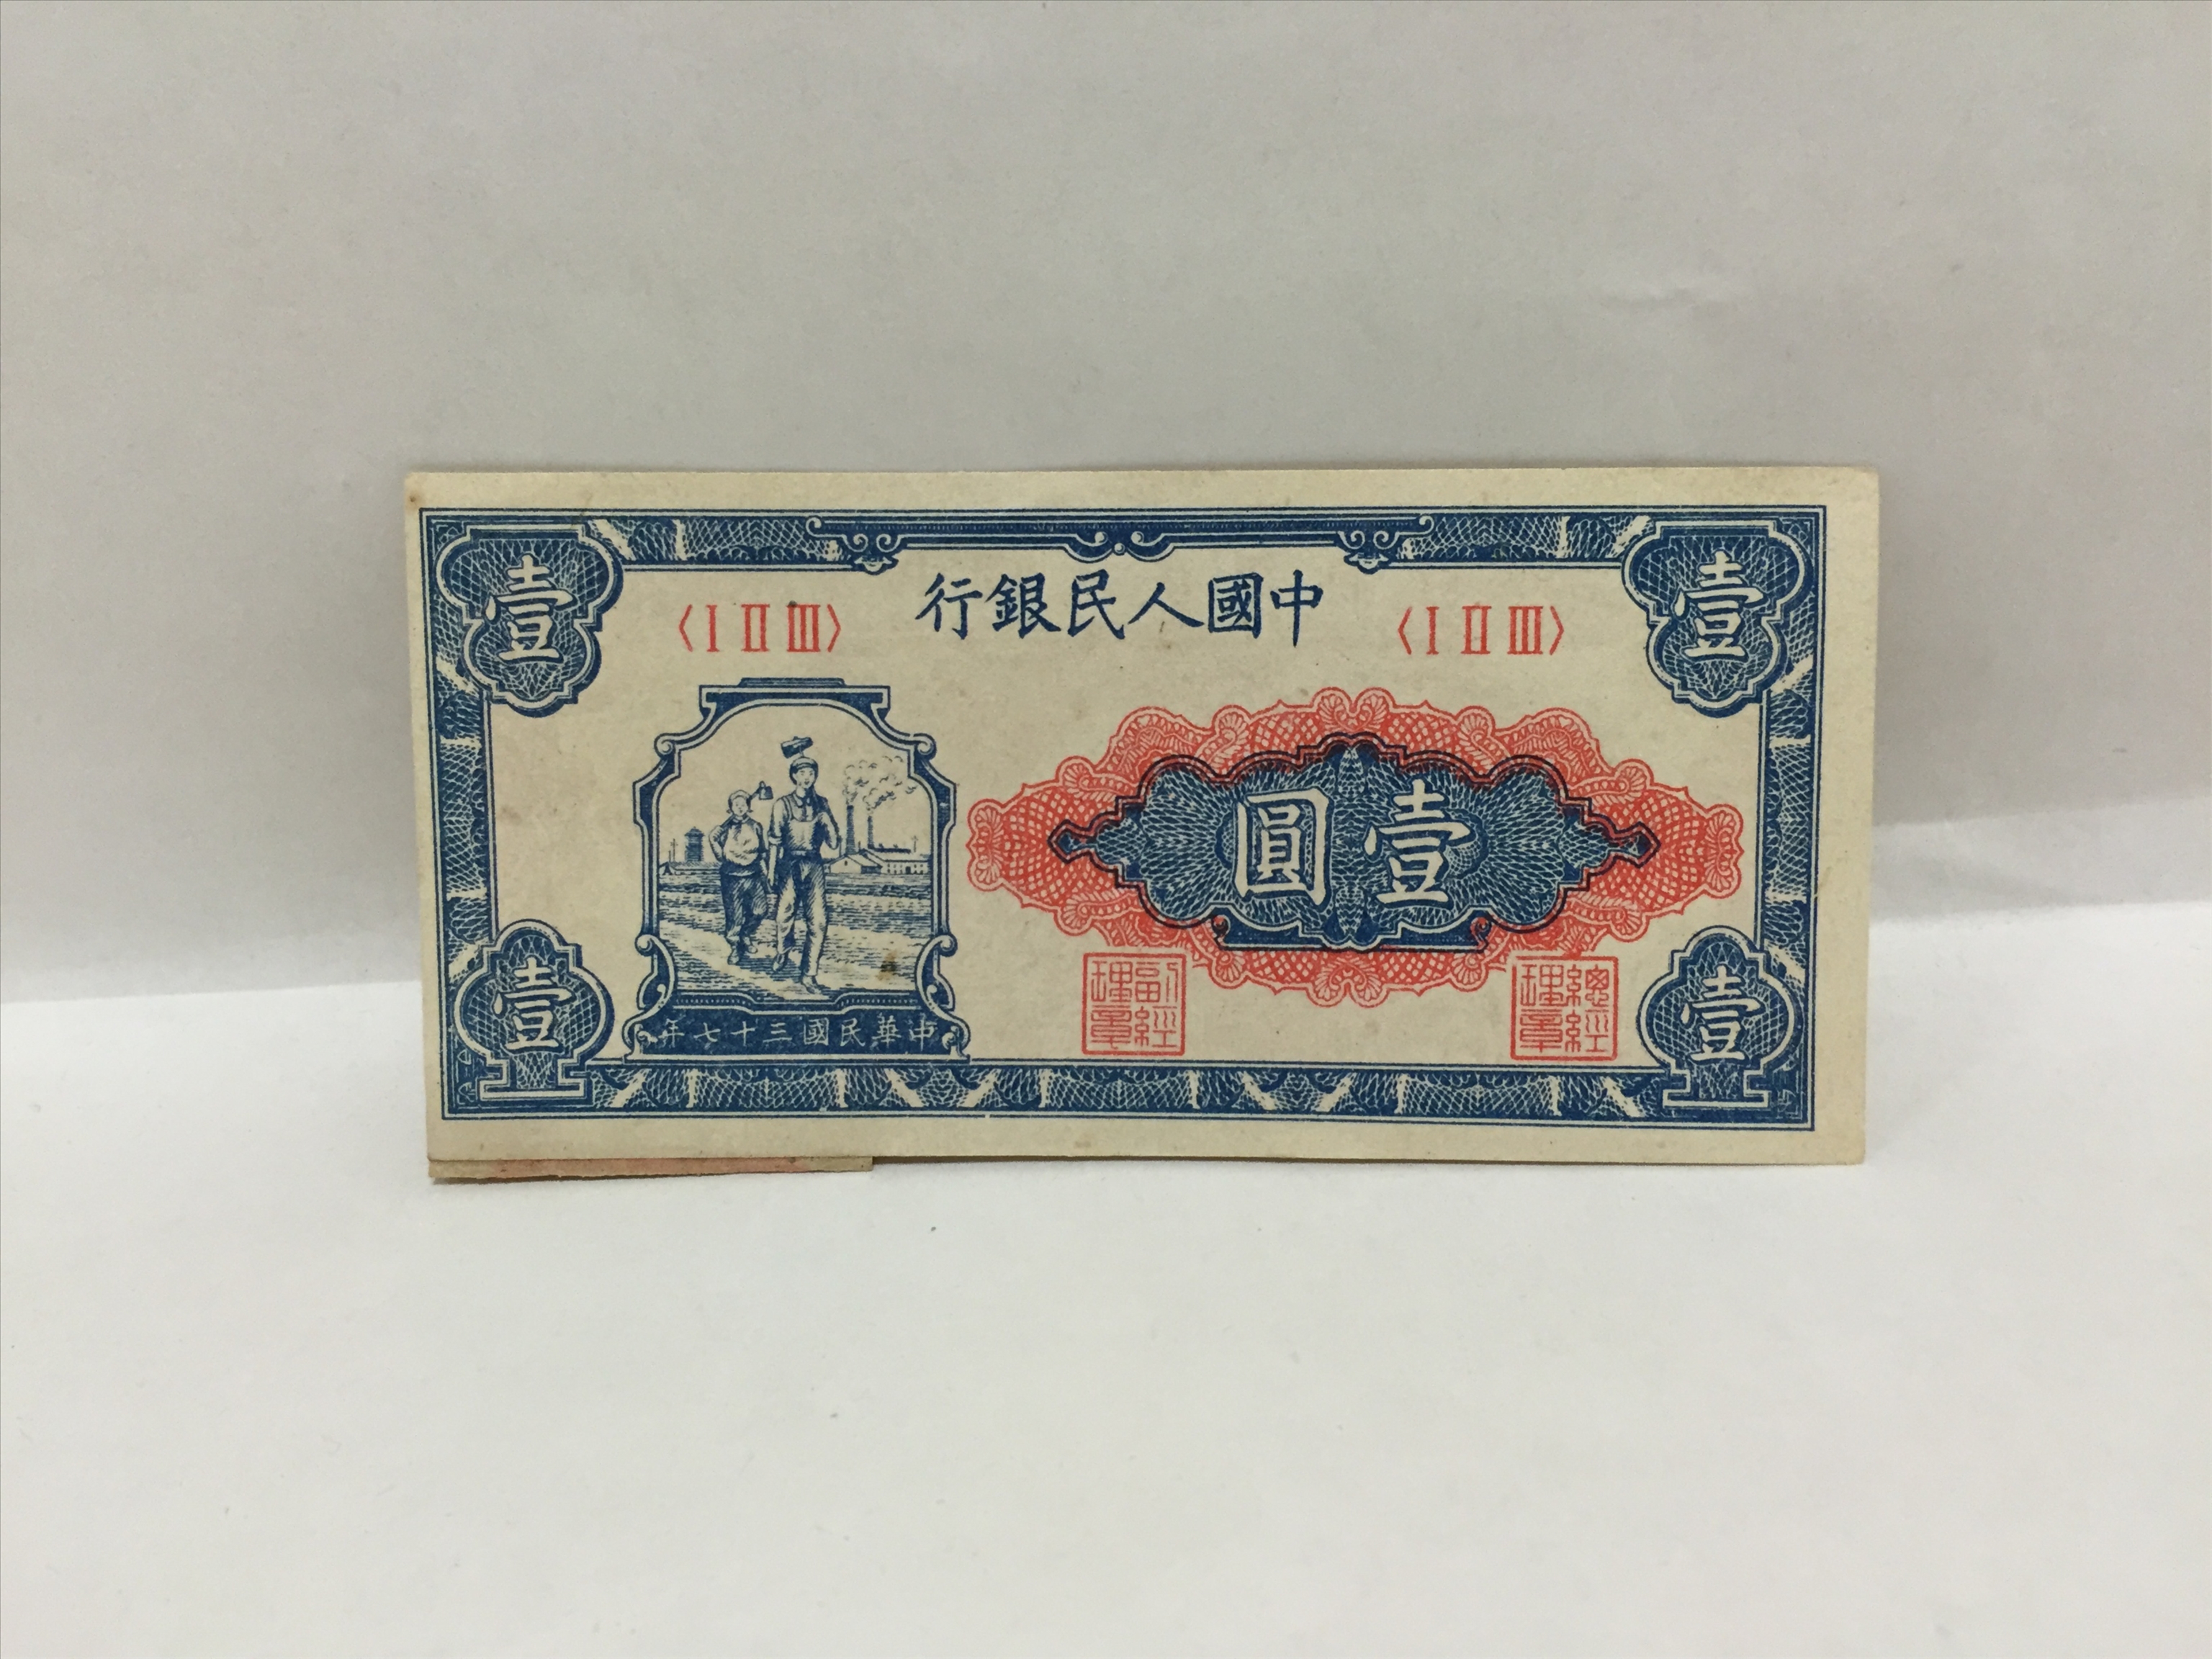 中國人民銀行
〈I II III〉
〈I II III〉
壹
壹
壹圓
中華民國三十七年
總經理章
副經理章
壹
壹